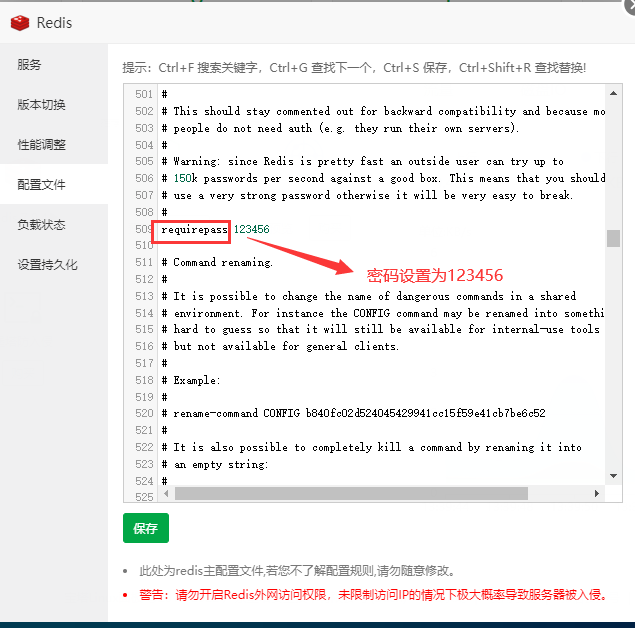 Redis
服务
版本切换
性能调整
配置文件
负载状态
设置持久化
提示：Ctrl+F 搜索关键字，Ctrl+G 查找下一个，Ctrl+S 保存，Ctrl+Shift+R 查找替换!
501 #
502 # This should stay commented out for backward compatibility and because mo
503 # people do not need auth (e.g. they run their own servers).
504 #
505 # Warning: since Redis is pretty fast an outside user can try up to
506 # 150k passwords per second against a good box. This means that you should
507 # use a very strong password otherwise it will be very easy to break.
508 #
509 requirepass 123456
510
511 # Command renaming.
密码设置为123456
512 #
513 # It is possible to change the name of dangerous commands in a shared
514 # environment. For instance the CONFIG command may be renamed into somethi
515 # hard to guess so that it will still be available for internal-use tools
516 # but not available for general clients.
517 #
518 # Example:
519 #
520 # rename-command CONFIG b840fc02d524045429941cc15f59e41cb7be6c52
521 #
522 # It is also possible to completely kill a command by renaming it into
523 # an empty string:
524 #
525
保存
此处为redis主配置文件,若您不了解配置规则,请勿随意修改。
警告：请勿开启Redis外网访问权限，未限制访问IP的情况下极大概率导致服务器被入侵。